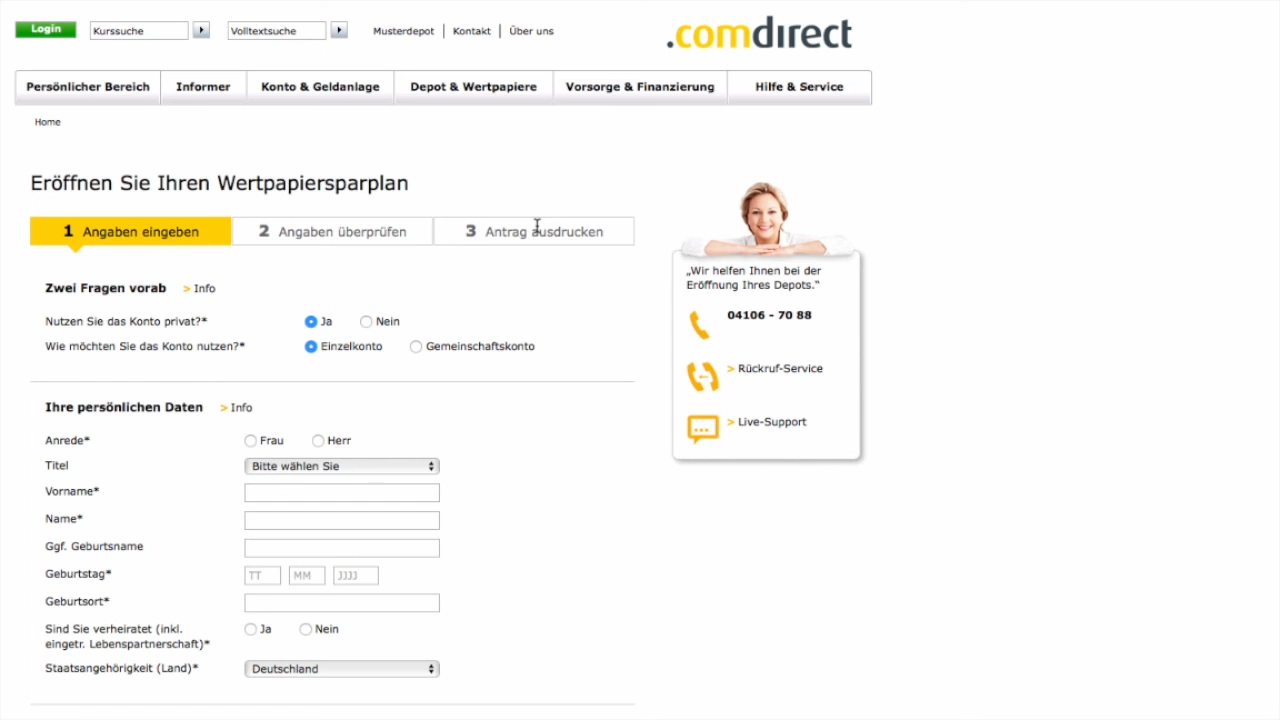 Login Kurssuche Volltextsuche Musterdepot Kontakt Über uns
.comdirect
Persönlicher Bereich Informer Konto & Geldanlage Depot & Wertpapiere Vorsorge & Finanzierung Hilfe & Service
Home
Eröffnen Sie Ihren Wertpapiersparplan
1 Angaben eingeben 2 Angaben überprüfen 3 Antrag ausdrucken
Zwei Fragen vorab > Info
Nutzen Sie das Konto privat?* Ja Nein
Wie möchten Sie das Konto nutzen?* Einzelkonto Gemeinschaftskonto
Ihre persönlichen Daten > Info
Anrede* Frau Herr
Titel Bitte wählen Sie
Vorname*
Name*
Ggf. Geburtsname
Geburtstag* TT MM JJJJ
Geburtsort*
Sind Sie verheiratet (inkl.
eingetr. Lebenspartnerschaft)* Ja Nein
Staatsangehörigkeit (Land)* Deutschland
„Wir helfen Ihnen bei der
Eröffnung Ihres Depots.“
04106 - 70 88
> Rückruf-Service
> Live-Support